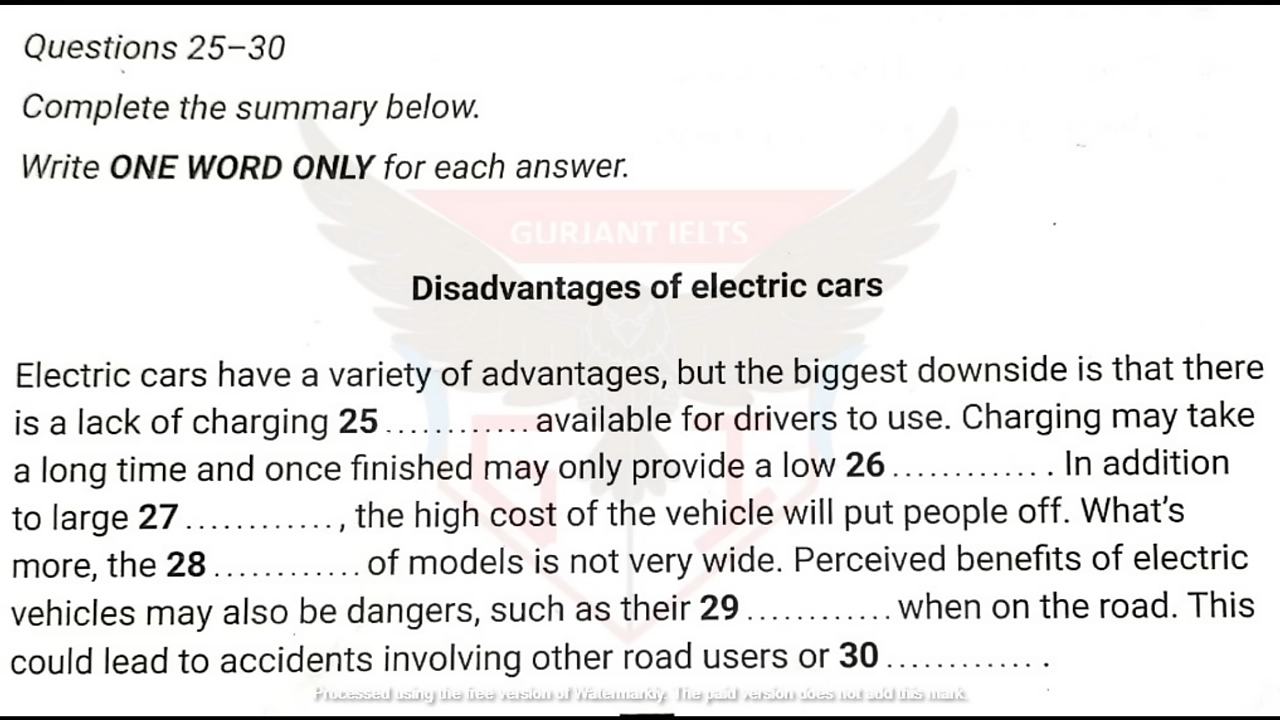 Questions 25–30
Complete the summary below.
Write ONE WORD ONLY for each answer.
GURJANT IELTS
Disadvantages of electric cars
Electric cars have a variety of advantages, but the biggest downside is that there
is a lack of charging 25 ............ available for drivers to use. Charging may take
a long time and once finished may only provide a low 26 ............ . In addition
to large 27 ............, the high cost of the vehicle will put people off. What's
more, the 28 ............ of models is not very wide. Perceived benefits of electric
vehicles may also be dangers, such as their 29 ............ when on the road. This
could lead to accidents involving other road users or 30 ............ .
Processed using the free version of Watermarkly. The paid version does not add this mark.